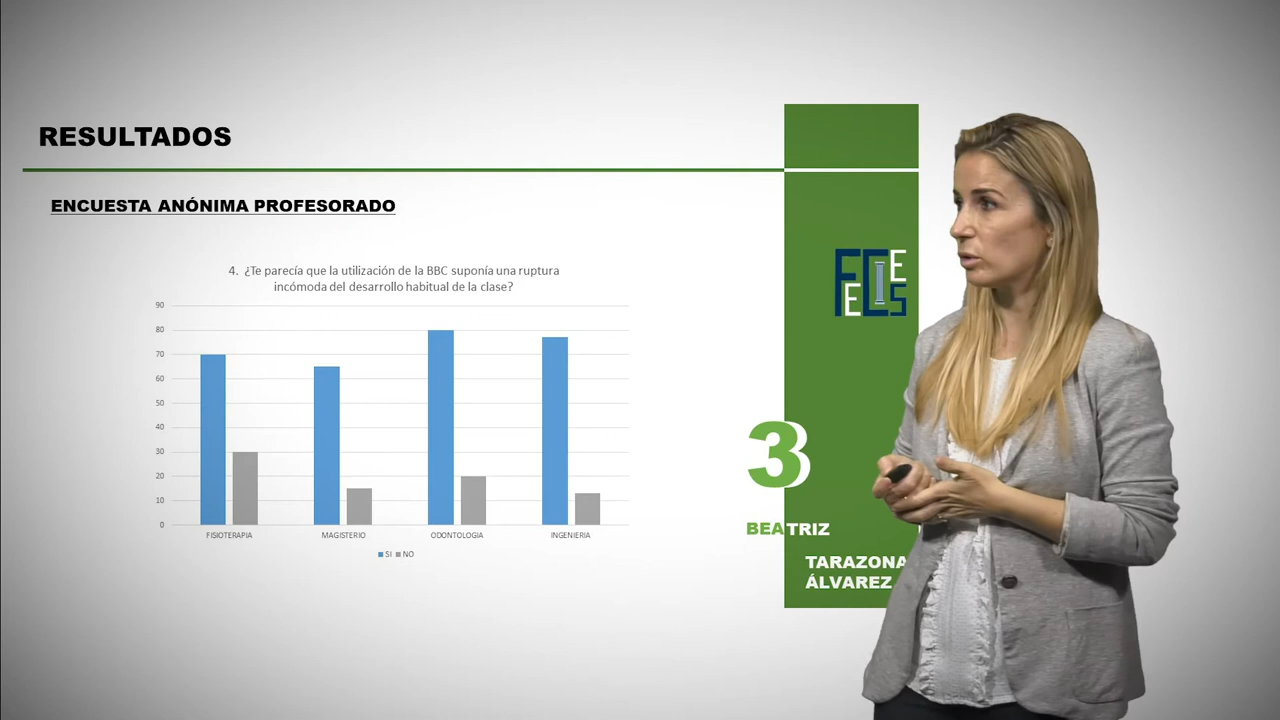 RESULTADOS
ENCUESTA ANÓNIMA PROFESORADO
4. ¿Te parecía que la utilización de la BBC suponía una ruptura
incómoda del desarrollo habitual de la clase?
90
80
70
60
50
40
30
20
10
0
FISIOTERAPIA MAGISTERIO ODONTOLOGIA INGENIERIA
SI NO
FECIES
3
BEATRIZ
TARAZONA
ÁLVAREZ